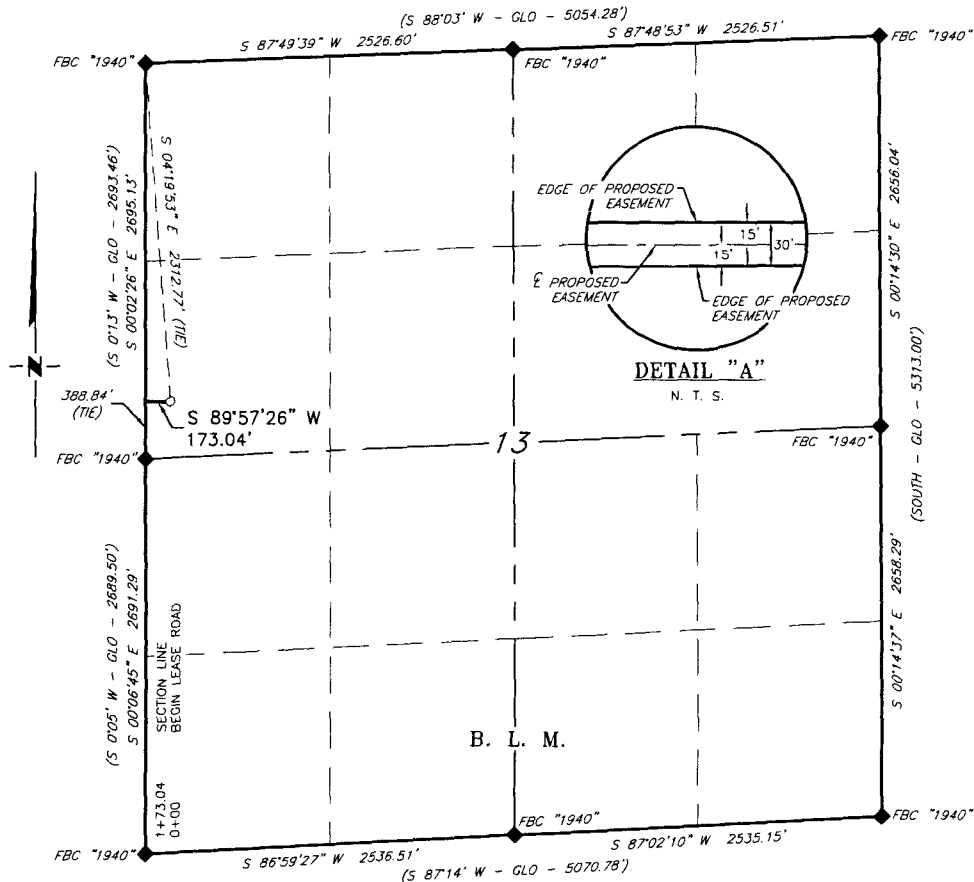 (S 88°03' W - GLO - 5054.28')
S 87°49'39" W 2526.60'
S 87°48'53" W 2526.51'
FBC "1940"
FBC "1940"
FBC "1940"
(S 0°13' W - GLO - 2693.46')
S 00°02'26" E 2695.13'
S 04°19'53" E 2312.77' (TIE)
EDGE OF PROPOSED
EASEMENT
15'
15'
30'
℄ PROPOSED
EASEMENT
EDGE OF PROPOSED
EASEMENT
DETAIL "A"
N. T. S.
S 00°14'30" E 2656.04'
(SOUTH - GLO - 5313.00')
N
388.84'
(TIE)
S 89°57'26" W
173.04'
FBC "1940"
13
FBC "1940"
(S 0°05' W - GLO - 2689.50')
S 00°06'45" E 2691.29'
SECTION LINE
BEGIN LEASE ROAD
1+73.04
0+00
S 00°14'37" E 2658.29'
B. L. M.
FBC "1940"
FBC "1940"
FBC "1940"
S 86°59'27" W 2536.51'
S 87°02'10" W 2535.15'
(S 87°14' W - GLO - 5070.78')